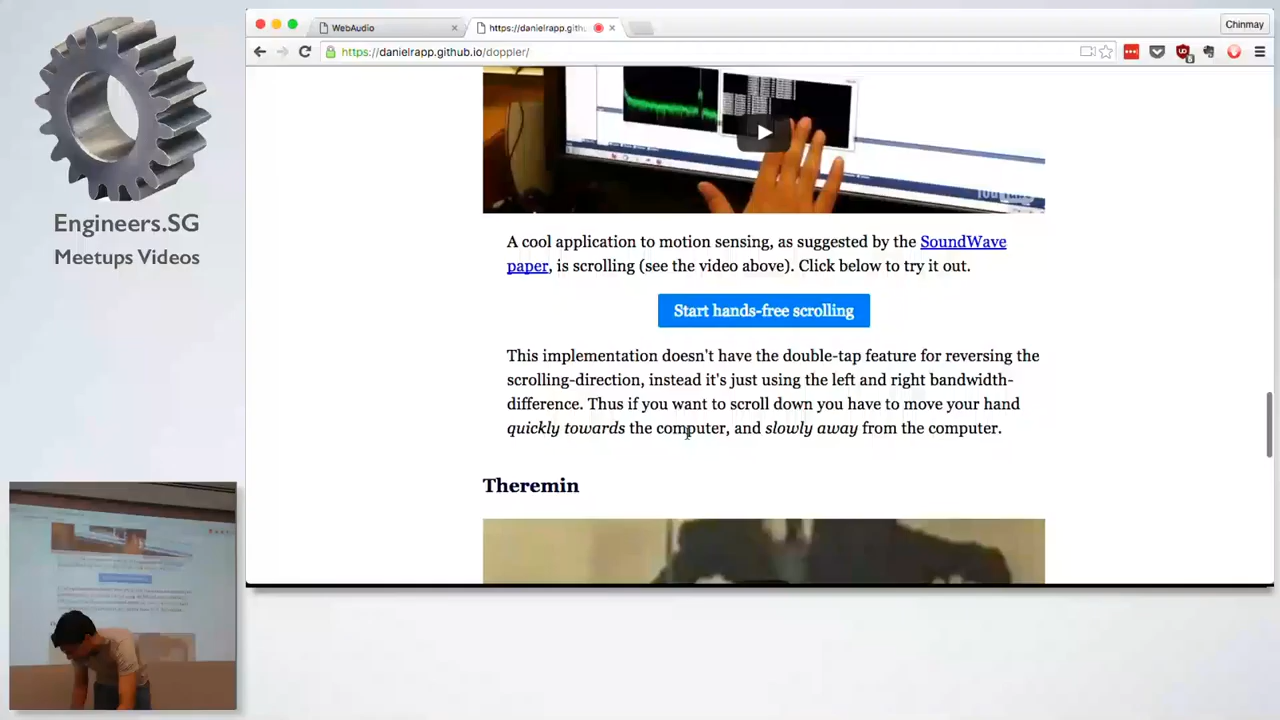 WebAudio
https://danielrapp.gith
Chinmay
https://danielrapp.github.io/doppler/
Engineers.SG
Meetups Videos
A cool application to motion sensing, as suggested by the SoundWave
paper, is scrolling (see the video above). Click below to try it out.
Start hands-free scrolling
This implementation doesn't have the double-tap feature for reversing the
scrolling-direction, instead it's just using the left and right bandwidth-
difference. Thus if you want to scroll down you have to move your hand
quickly towards the computer, and slowly away from the computer.
Theremin